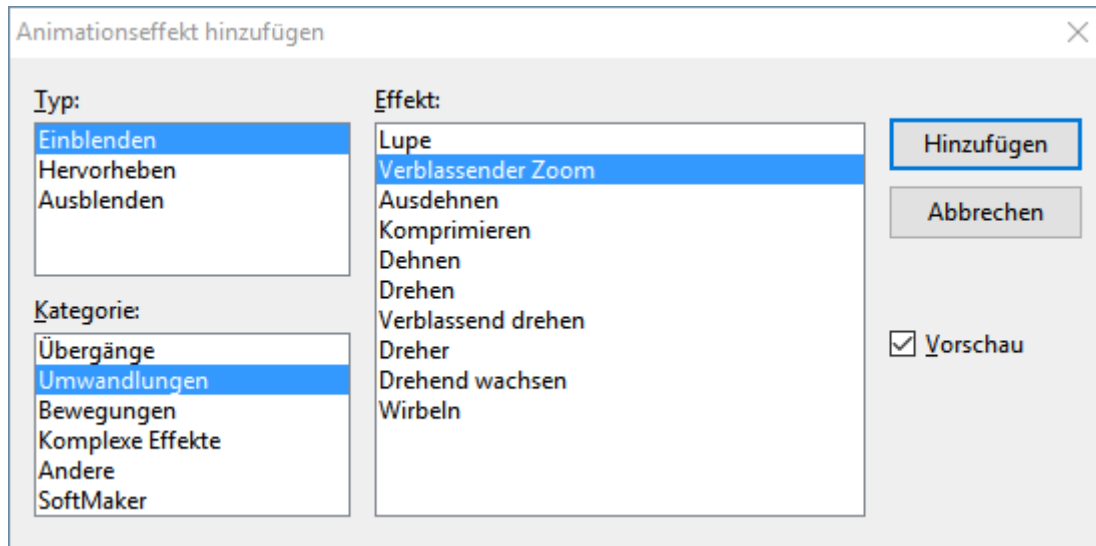 Animationseffekt hinzufügen
Typ:
Einblenden
Hervorheben
Ausblenden
Kategorie:
Übergänge
Umwandlungen
Bewegungen
Komplexe Effekte
Andere
SoftMaker
Effekt:
Lupe
Verblassender Zoom
Ausdehnen
Komprimieren
Dehnen
Drehen
Verblassend drehen
Dreher
Drehend wachsen
Wirbeln
Hinzufügen
Abbrechen
Vorschau